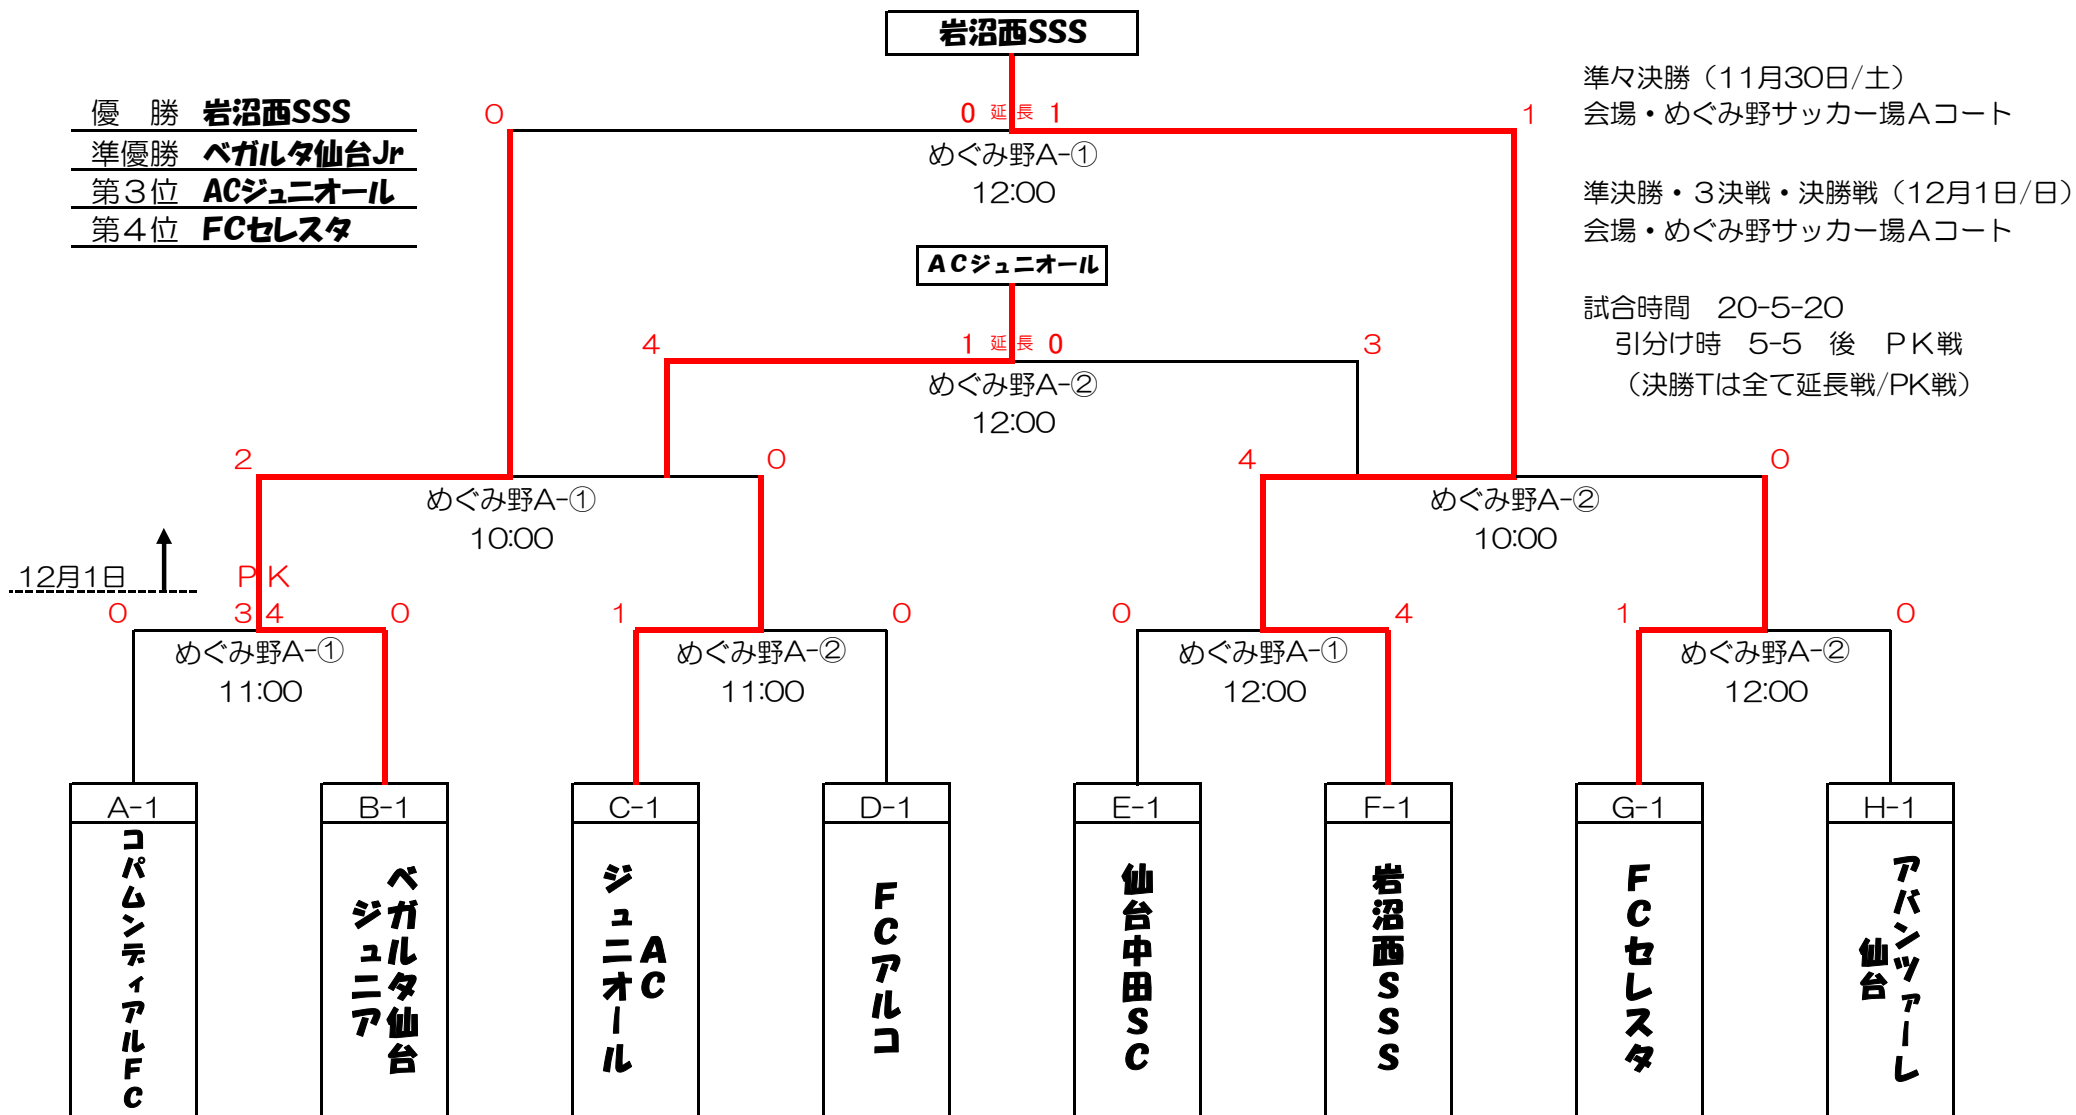 岩沼西SSS
優　勝 岩沼西SSS
準優勝 ベガルタ仙台Jr
第３位 ACジュニオール
第４位 FCセレスタ
準々決勝（11月30日/土）
会場・めぐみ野サッカー場Aコート
準決勝・３決戦・決勝戦（12月1日/日）
会場・めぐみ野サッカー場Aコート
試合時間　20-5-20
引分け時　5-5　後　ＰＫ戦
（決勝Tは全て延長戦/PK戦）
0 0 延長 1 1
めぐみ野A-①
12:00
ＡＣジュニオール
4 1 延長 0 3
めぐみ野A-②
12:00
2 0
めぐみ野A-①
10:00
4 0
めぐみ野A-②
10:00
12月1日
ＰＫ
0 3 4 0
めぐみ野A-①
11:00
1 0
めぐみ野A-②
11:00
0 4
めぐみ野A-①
12:00
1 0
めぐみ野A-②
12:00
A-1
コパムンディアルFC
B-1
ベガルタ仙台
ジュニア
C-1
AC
ジュニオール
D-1
FCアルコ
E-1
仙台中田SC
F-1
岩沼西SSS
G-1
FCセレスタ
H-1
アバンツァーレ
仙台